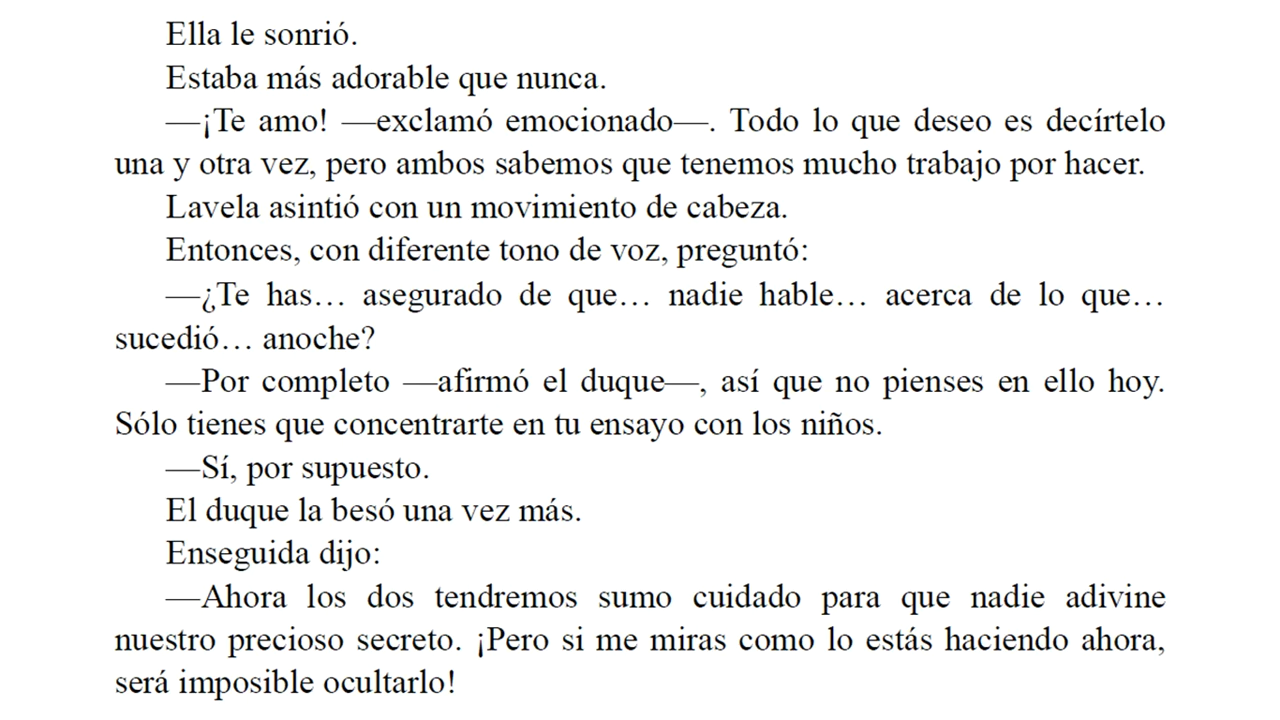 Ella le sonrió.
Estaba más adorable que nunca.
—¡Te amo! —exclamó emocionado—. Todo lo que deseo es decírtelo
una y otra vez, pero ambos sabemos que tenemos mucho trabajo por hacer.
Lavela asintió con un movimiento de cabeza.
Entonces, con diferente tono de voz, preguntó:
—¿Te has… asegurado de que… nadie hable… acerca de lo que…
sucedió… anoche?
—Por completo —afirmó el duque—, así que no pienses en ello hoy.
Sólo tienes que concentrarte en tu ensayo con los niños.
—Sí, por supuesto.
El duque la besó una vez más.
Enseguida dijo:
—Ahora los dos tendremos sumo cuidado para que nadie adivine
nuestro precioso secreto. ¡Pero si me miras como lo estás haciendo ahora,
será imposible ocultarlo!